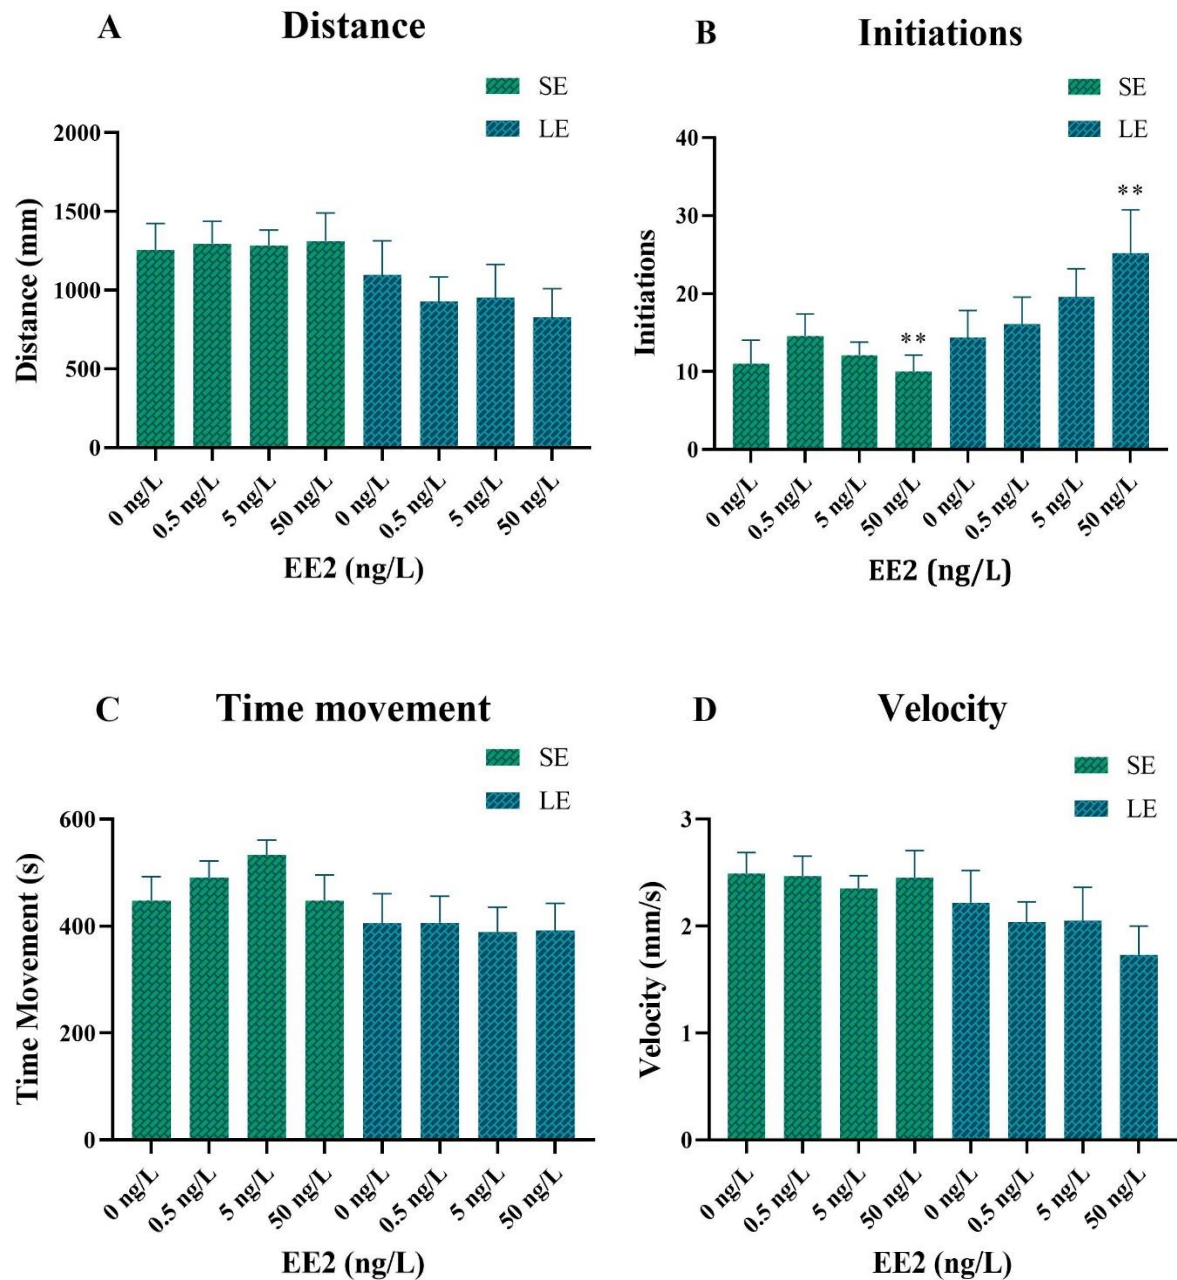 A Distance
SE
LE
2000
1500
1000
500
0
Distance (mm)
0 ng/L
0.5 ng/L
5 ng/L
50 ng/L
0 ng/L
0.5 ng/L
5 ng/L
50 ng/L
EE2 (ng/L)
B Initiations
SE
LE
40
30
20
10
0
Initiations
**
**
0 ng/L
0.5 ng/L
5 ng/L
50 ng/L
0 ng/L
0.5 ng/L
5 ng/L
50 ng/L
EE2 (ng/L)
C Time movement
SE
LE
600
400
200
0
Time Movement (s)
0 ng/L
0.5 ng/L
5 ng/L
50 ng/L
0 ng/L
0.5 ng/L
5 ng/L
50 ng/L
EE2 (ng/L)
D Velocity
SE
LE
3
2
1
0
Velocity (mm/s)
0 ng/L
0.5 ng/L
5 ng/L
50 ng/L
0 ng/L
0.5 ng/L
5 ng/L
50 ng/L
EE2 (ng/L)